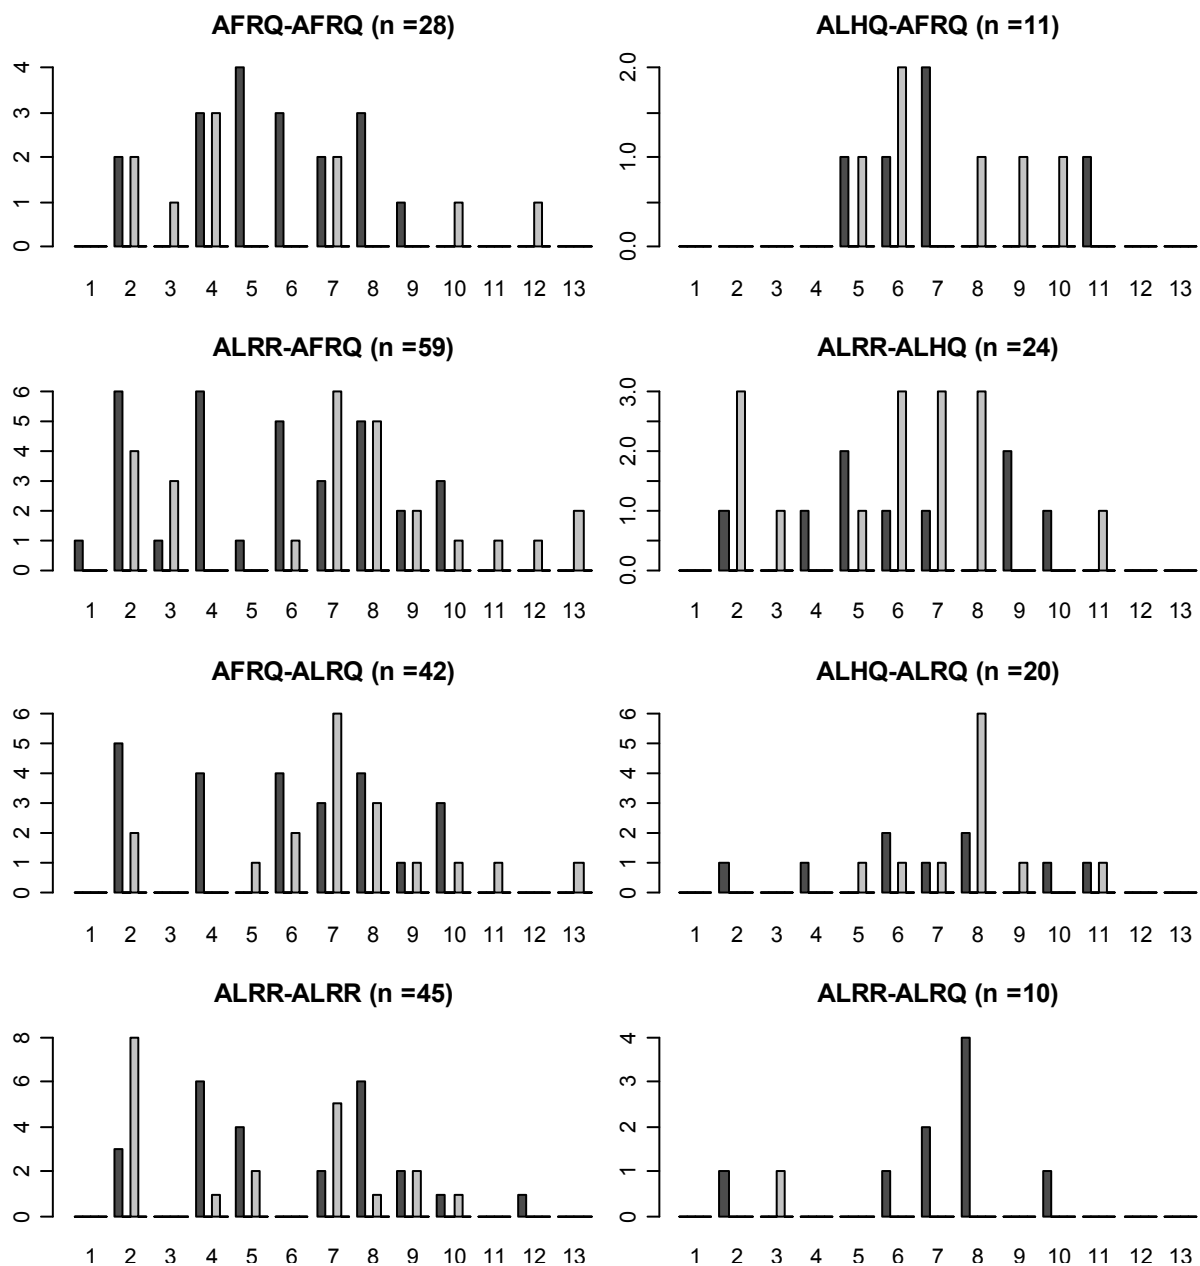 AFRQ-AFRQ (n =28)
0 1 2 3 4
1 2 3 4 5 6 7 8 9 10 11 12 13
ALHQ-AFRQ (n =11)
0.0 1.0 2.0
1 2 3 4 5 6 7 8 9 10 11 12 13
ALRR-AFRQ (n =59)
0 1 2 3 4 5 6
1 2 3 4 5 6 7 8 9 10 11 12 13
ALRR-ALHQ (n =24)
0.0 1.0 2.0 3.0
1 2 3 4 5 6 7 8 9 10 11 12 13
AFRQ-ALRQ (n =42)
0 1 2 3 4 5 6
1 2 3 4 5 6 7 8 9 10 11 12 13
ALHQ-ALRQ (n =20)
0 1 2 3 4 5 6
1 2 3 4 5 6 7 8 9 10 11 12 13
ALRR-ALRR (n =45)
0 2 4 6 8
1 2 3 4 5 6 7 8 9 10 11 12 13
ALRR-ALRQ (n =10)
0 1 2 3 4
1 2 3 4 5 6 7 8 9 10 11 12 13